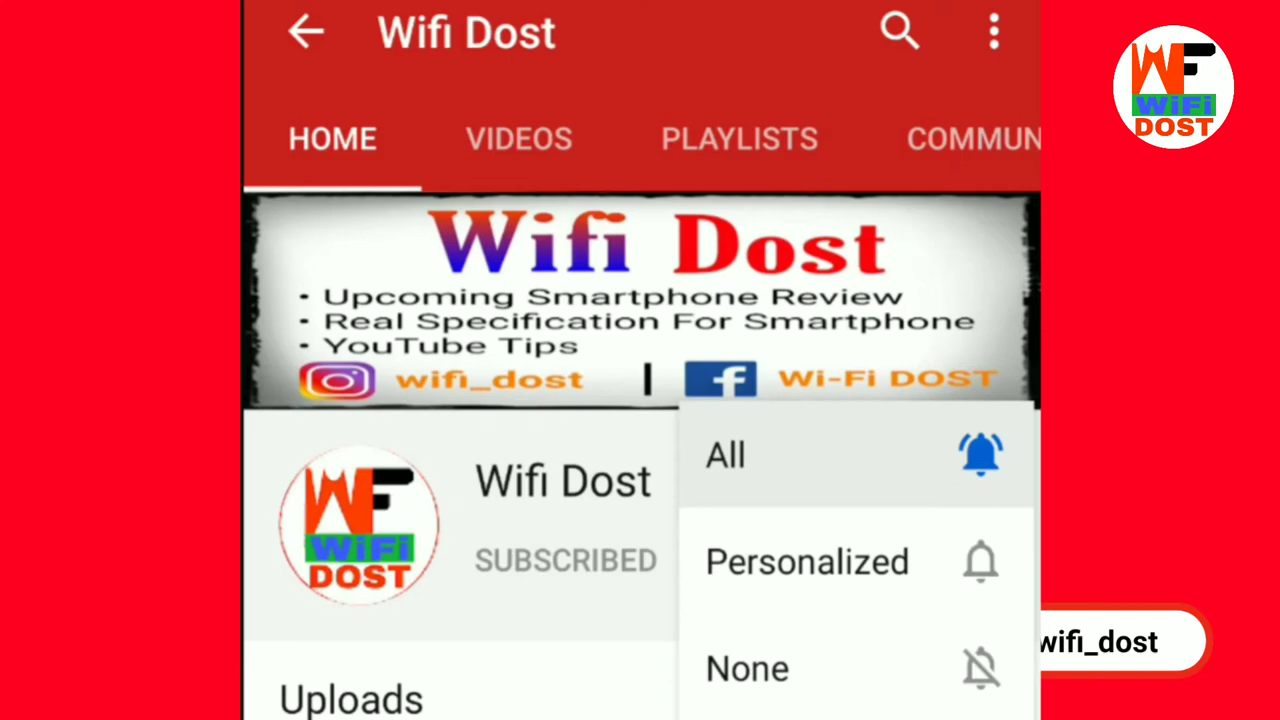 Wifi Dost
HOME VIDEOS PLAYLISTS COMMUN
WF
WiFi
DOST
Wifi Dost
• Upcoming Smartphone Review
• Real Specification For Smartphone
• YouTube Tips
wifi_dost | Wi-Fi DOST
All
WF
WiFi
DOST
Wifi Dost
SUBSCRIBED
Personalized
None
wifi_dost
Uploads